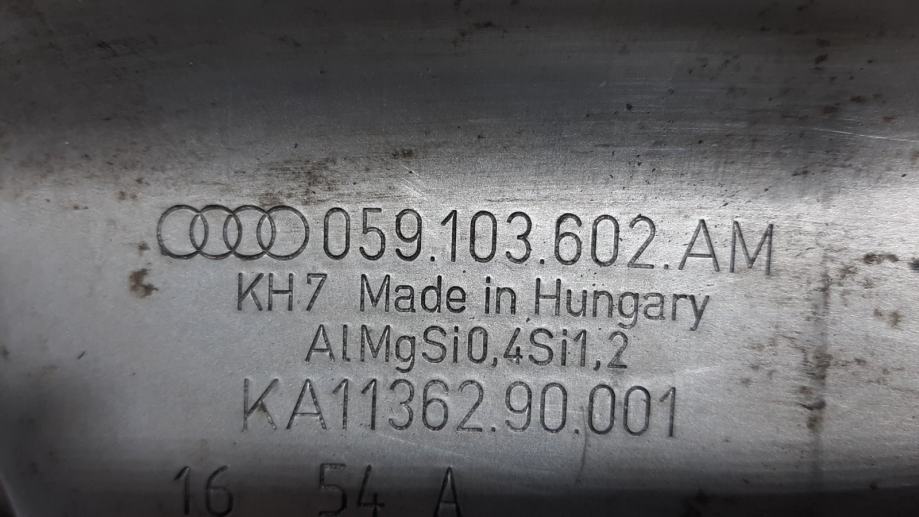 059.103.602.AM
KH7 Made in Hungary
AlMgSi0,4Si1,2
KA11362.90.001
16 54 A